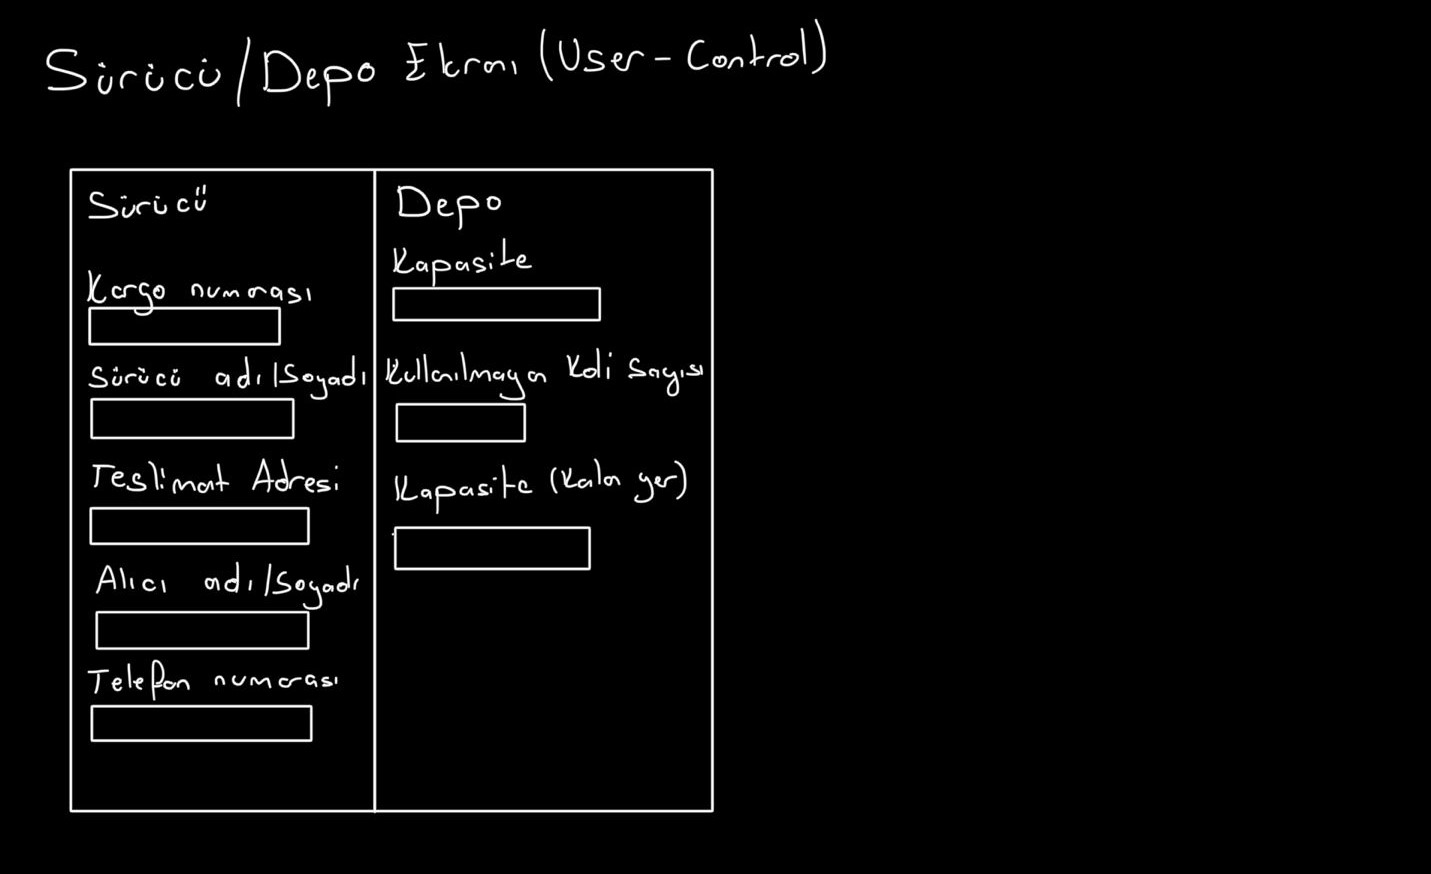 Sürücü/Depo Ekranı (User-Control)
Sürücü
Kargo numarası
Sürücü adı/Soyadı
Teslimat Adresi
Alıcı adı/Soyadı
Telefon numarası
Depo
Kapasite
Kullanılmayan Koli Sayısı
Kapasite (Kalan yer)